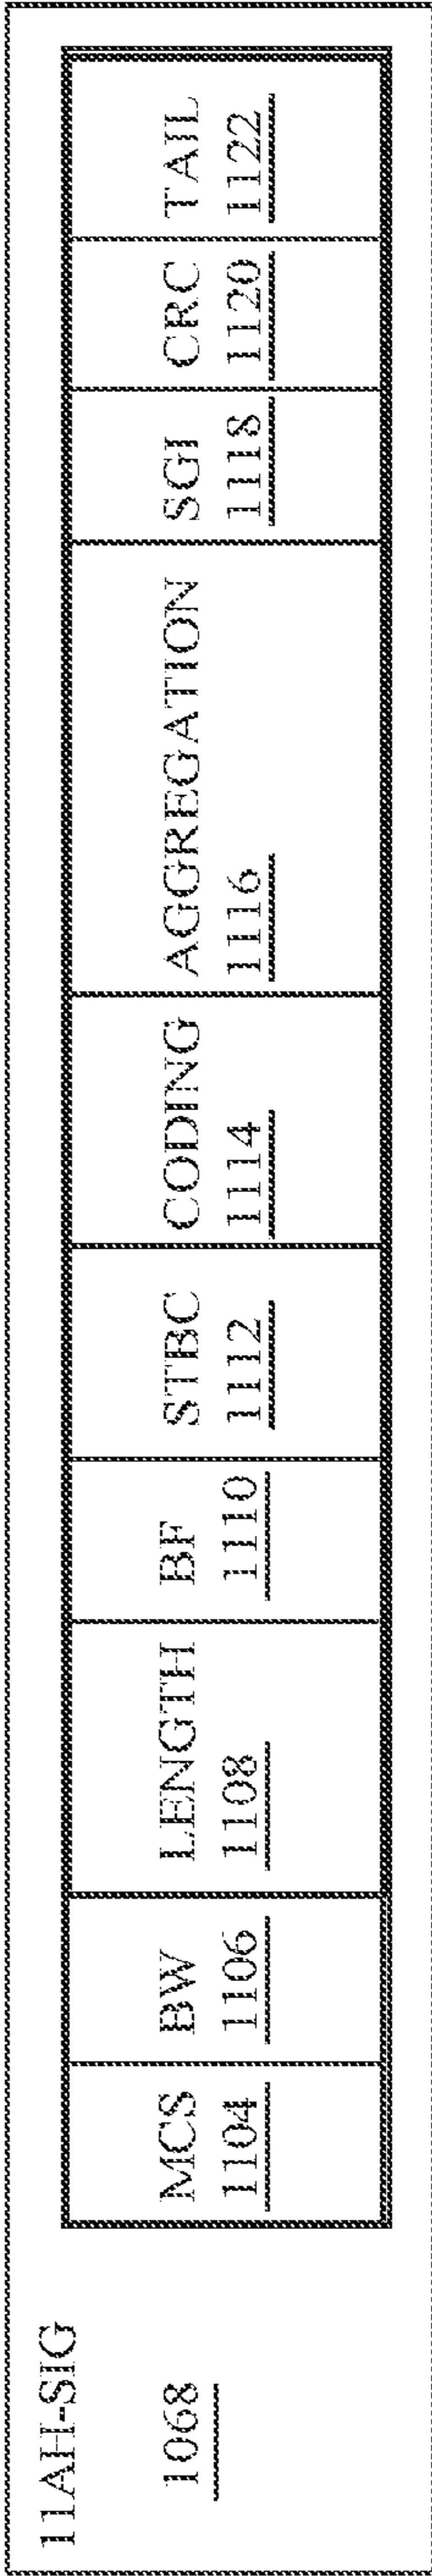 11AH-SIG
1068
MCS
1104
BW
1106
LENGTH
1108
BF
1110
STBC
1112
CODING
1114
AGGREGATION
1116
SGI
1118
CRC
1120
TAIL
1122